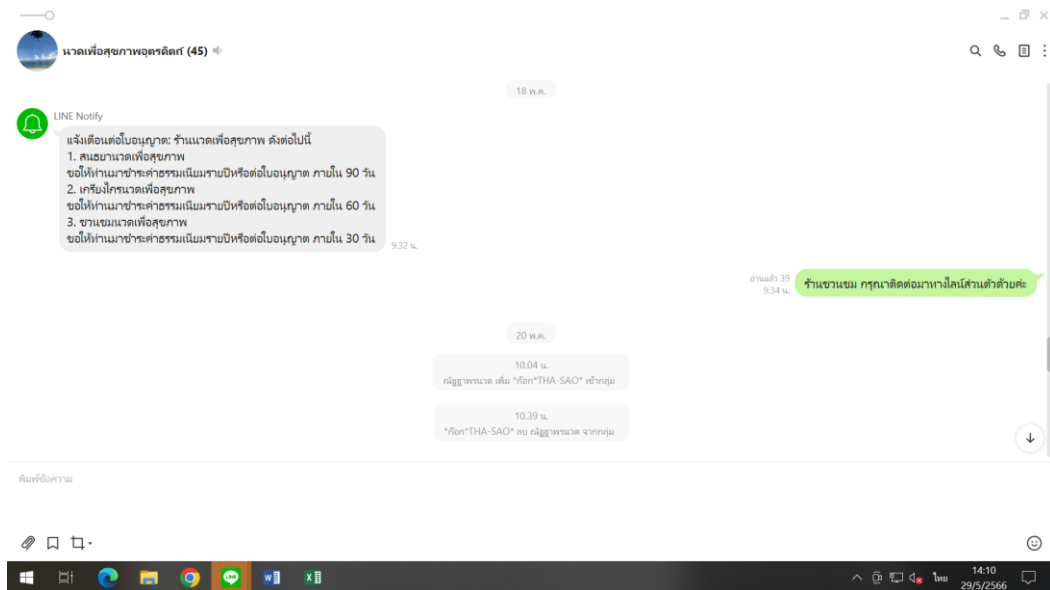 นวดเพื่อสุขภาพอุตรดิตถ์ (45)
18 พ.ค.
LINE Notify
แจ้งเตือนต่อใบอนุญาต: ร้านนวดเพื่อสุขภาพ ดังต่อไปนี้
1. สนธยานวดเพื่อสุขภาพ
ขอให้ท่านมาชำระค่าธรรมเนียมรายปีหรือต่อใบอนุญาต ภายใน 90 วัน
2. เกรียงไกรนวดเพื่อสุขภาพ
ขอให้ท่านมาชำระค่าธรรมเนียมรายปีหรือต่อใบอนุญาต ภายใน 60 วัน
3. ชวนชมนวดเพื่อสุขภาพ
ขอให้ท่านมาชำระค่าธรรมเนียมรายปีหรือต่อใบอนุญาต ภายใน 30 วัน
9.32 น.
อ่านแล้ว 39
9.34 น.
ร้านชวนชม กรุณาติดต่อมาทางไลน์ส่วนตัวด้วยค่ะ
20 พ.ค.
10.04 น.
ณัฐฐาพรนวด เพิ่ม *ก๊อก*THA-SAO* เข้ากลุ่ม
10.39 น.
*ก๊อก*THA-SAO* ลบ ณัฐฐาพรนวด จากกลุ่ม
พิมพ์ข้อความ
LINE
ไทย
14:10
29/5/2566